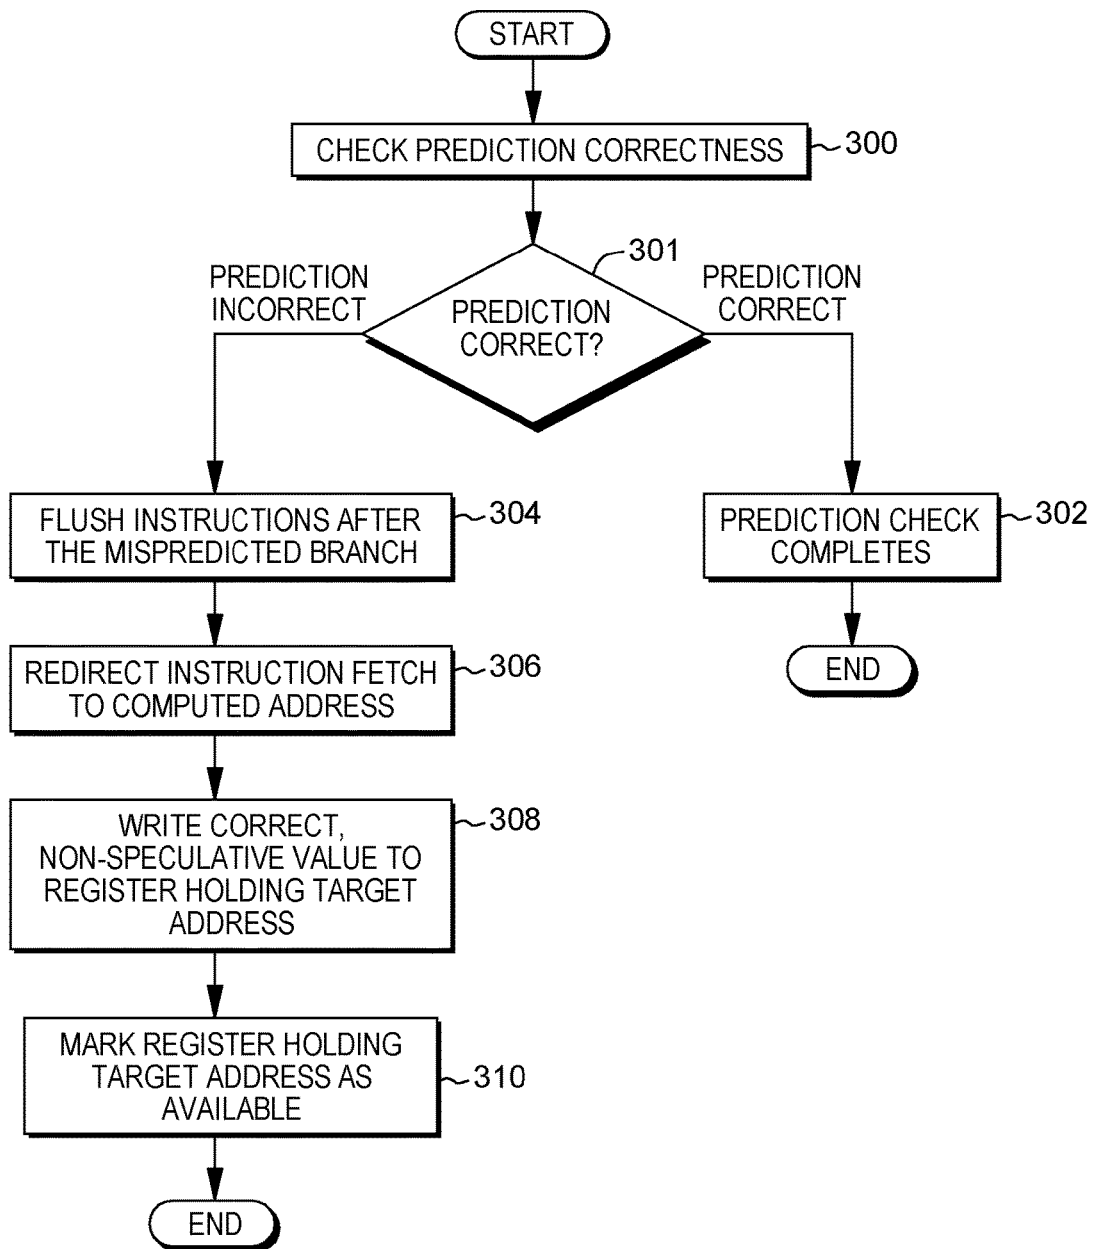 START
CHECK PREDICTION CORRECTNESS
300
301
PREDICTION
INCORRECT
PREDICTION
CORRECT?
PREDICTION
CORRECT
FLUSH INSTRUCTIONS AFTER
THE MISPREDICTED BRANCH
304
PREDICTION CHECK
COMPLETES
302
REDIRECT INSTRUCTION FETCH
TO COMPUTED ADDRESS
306
END
WRITE CORRECT,
NON-SPECULATIVE VALUE TO
REGISTER HOLDING TARGET
ADDRESS
308
MARK REGISTER HOLDING
TARGET ADDRESS AS
AVAILABLE
310
END